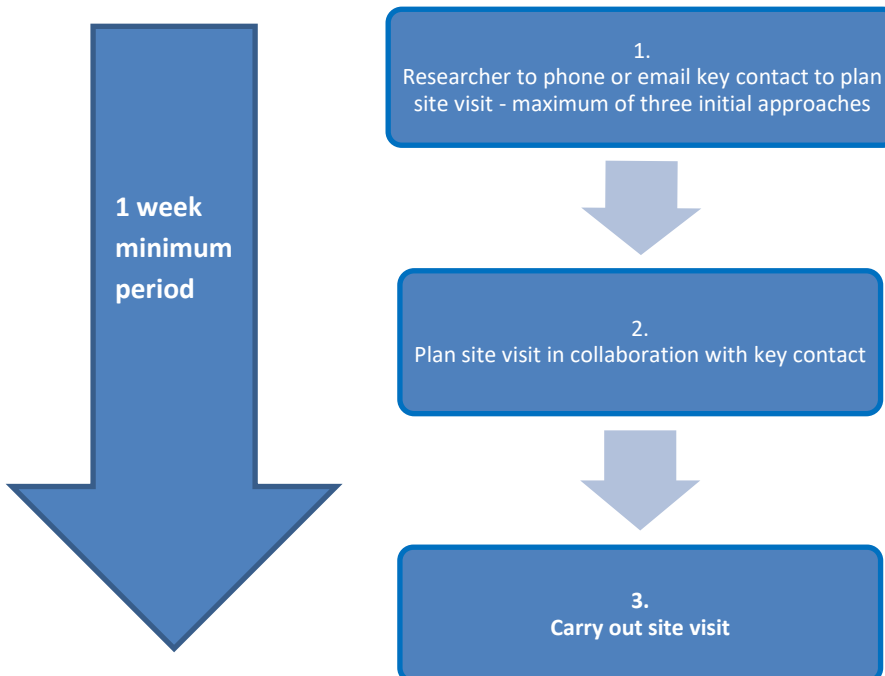 1 week
minimum
period
1.
Researcher to phone or email key contact to plan
site visit - maximum of three initial approaches
2.
Plan site visit in collaboration with key contact
3.
Carry out site visit